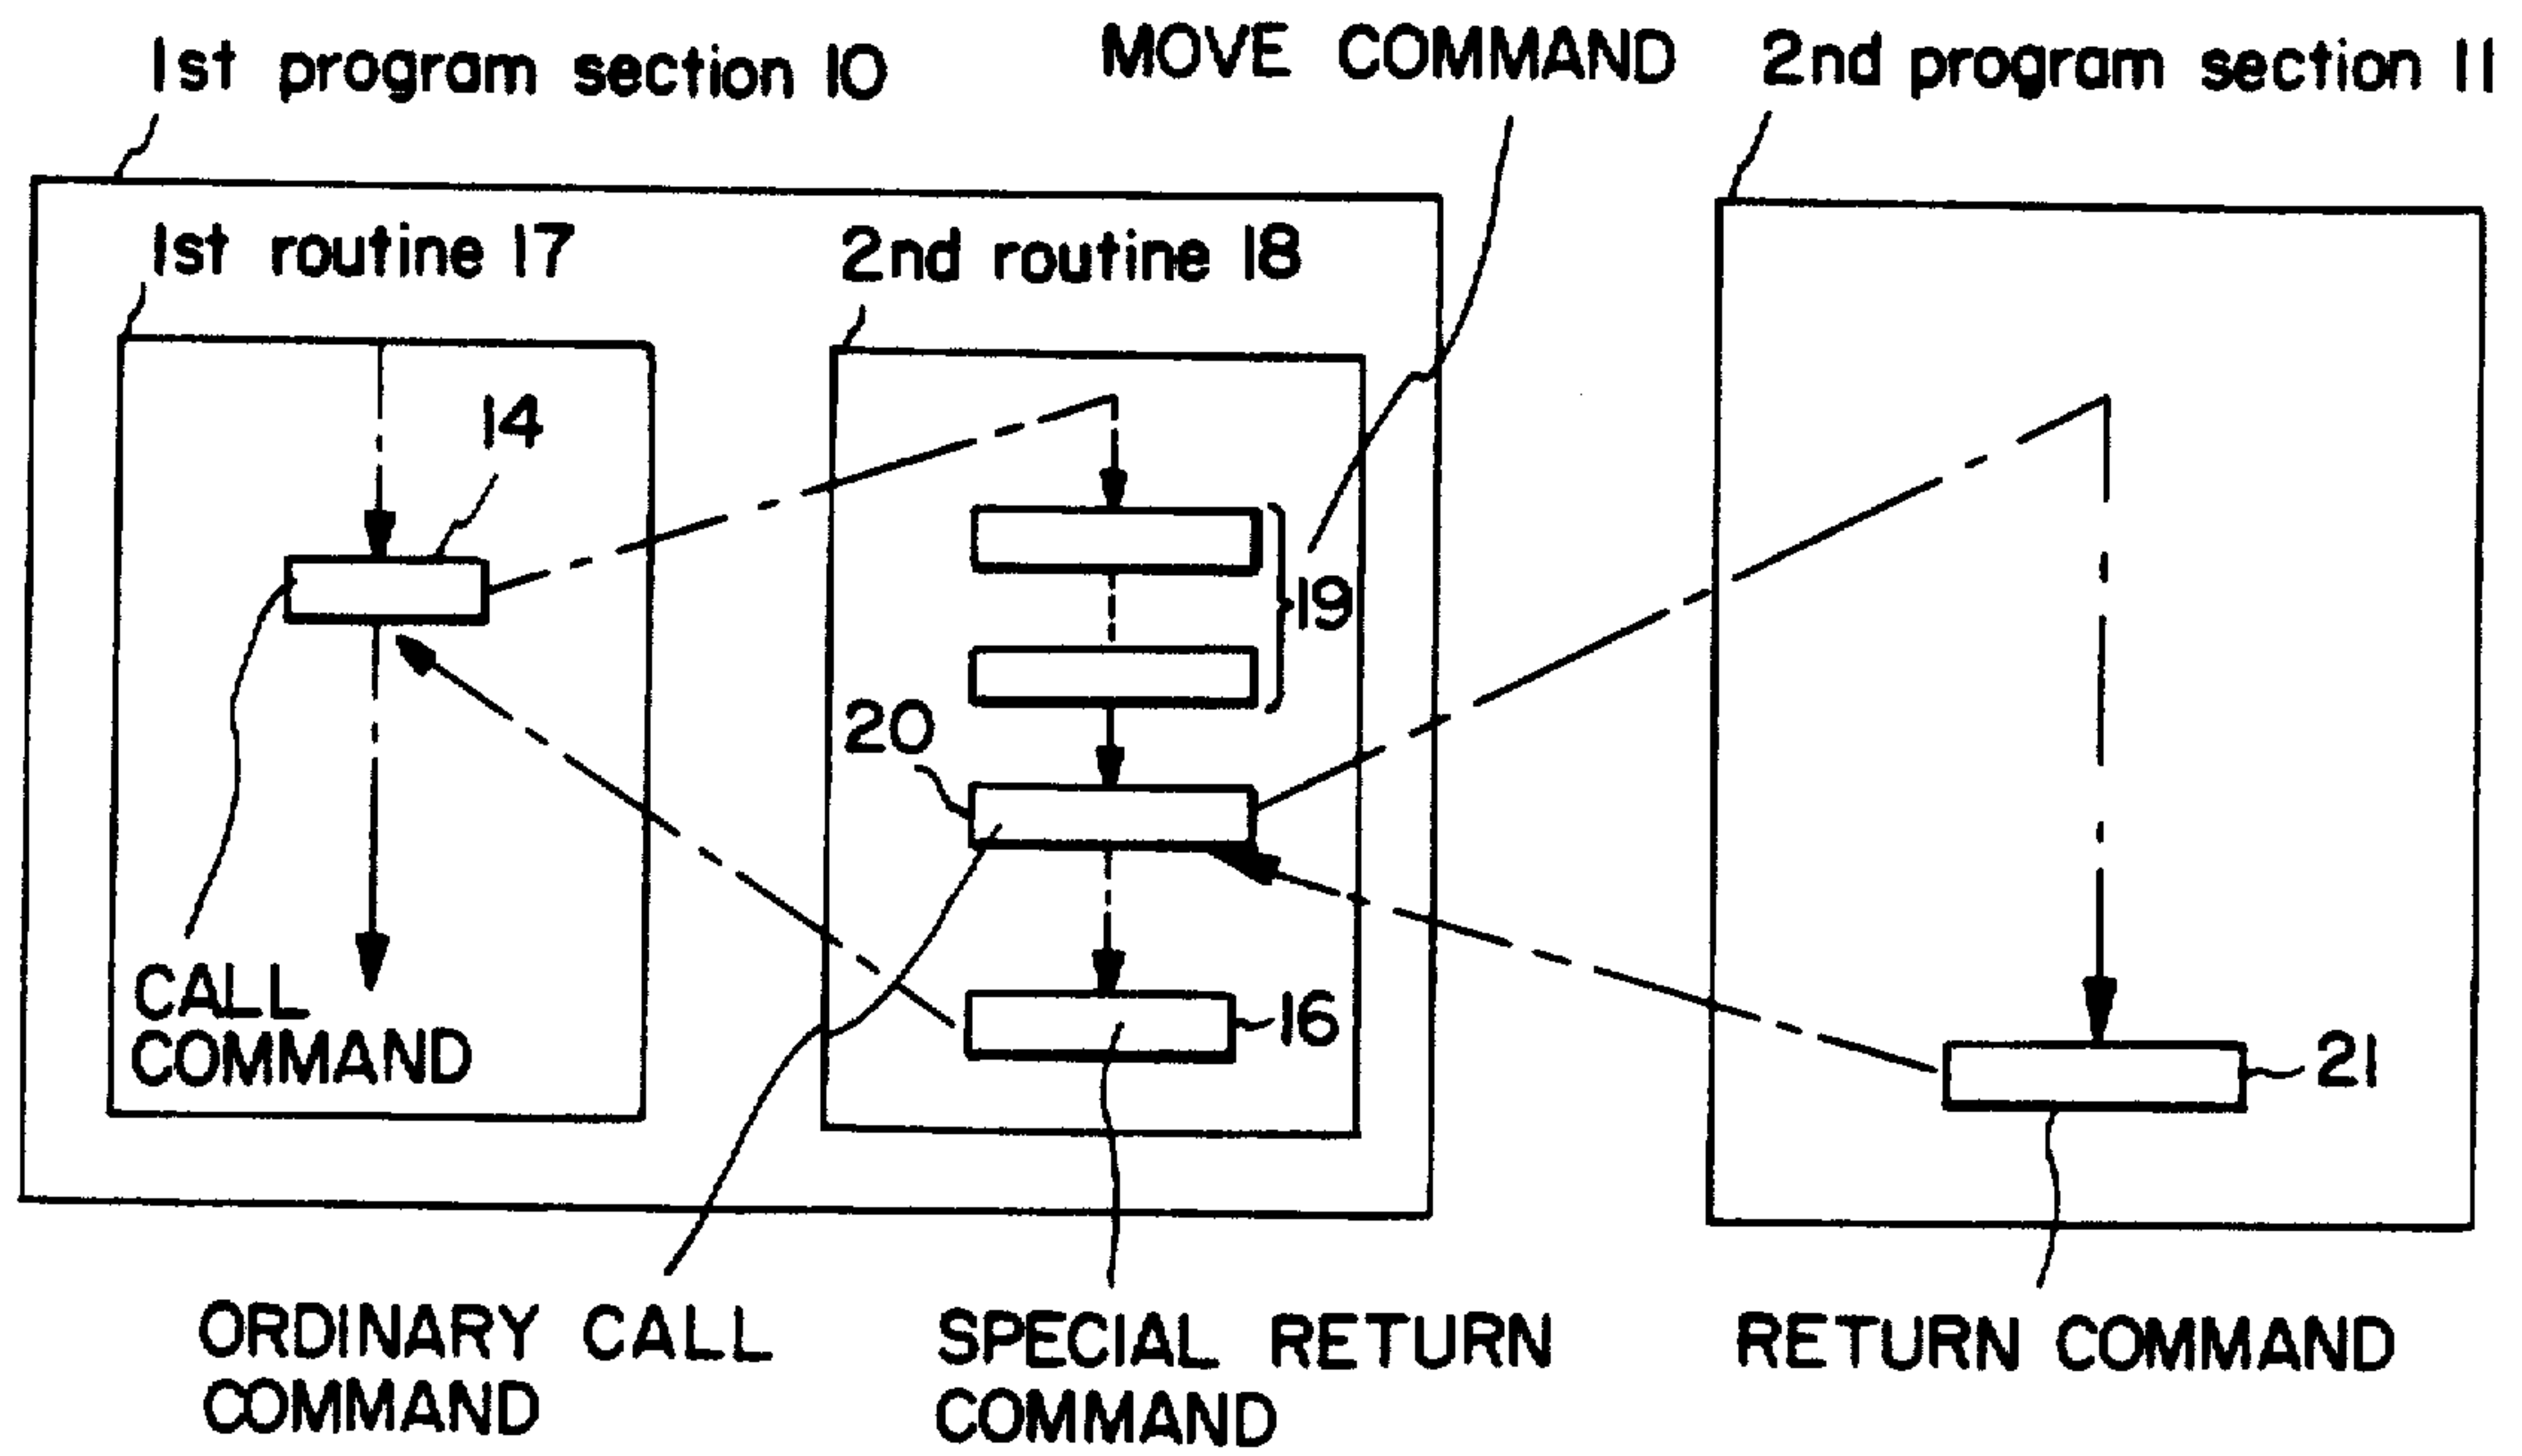 1st program section 10
MOVE COMMAND
2nd program section 11
1st routine 17
2nd routine 18
14
19
20
16
21
CALL
COMMAND
ORDINARY CALL
COMMAND
SPECIAL RETURN
COMMAND
RETURN COMMAND